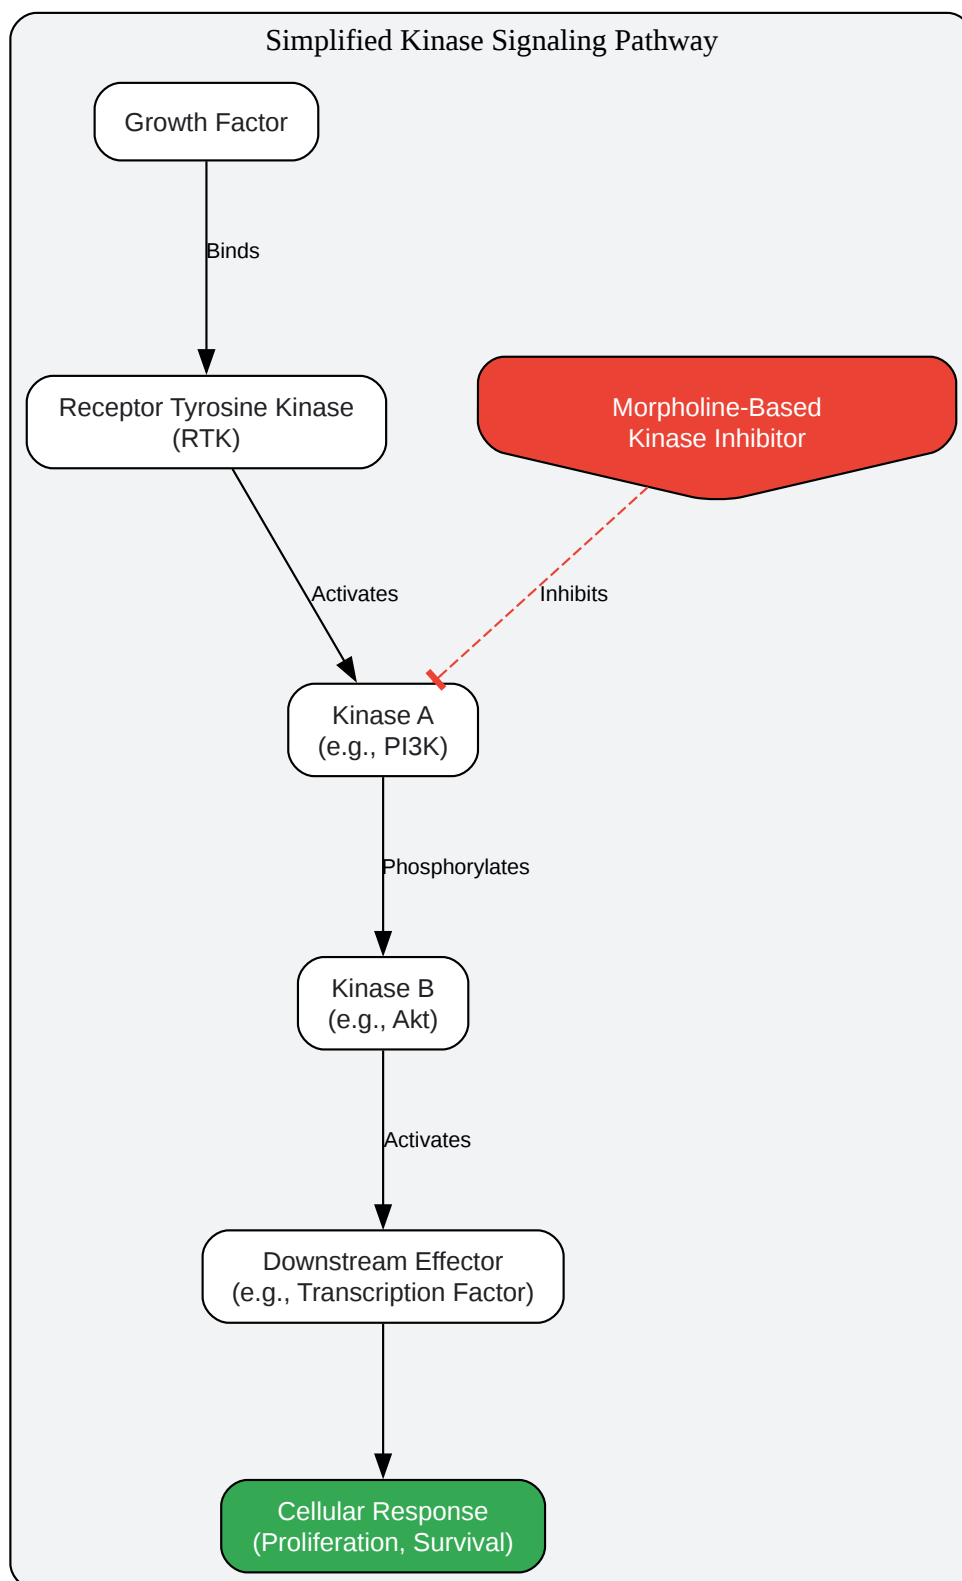 Simplified Kinase Signaling Pathway
Growth Factor
Binds
Receptor Tyrosine Kinase
(RTK)
Morpholine-Based
Kinase Inhibitor
Activates
Inhibits
Kinase A
(e.g., PI3K)
Phosphorylates
Kinase B
(e.g., Akt)
Activates
Downstream Effector
(e.g., Transcription Factor)
Cellular Response
(Proliferation, Survival)